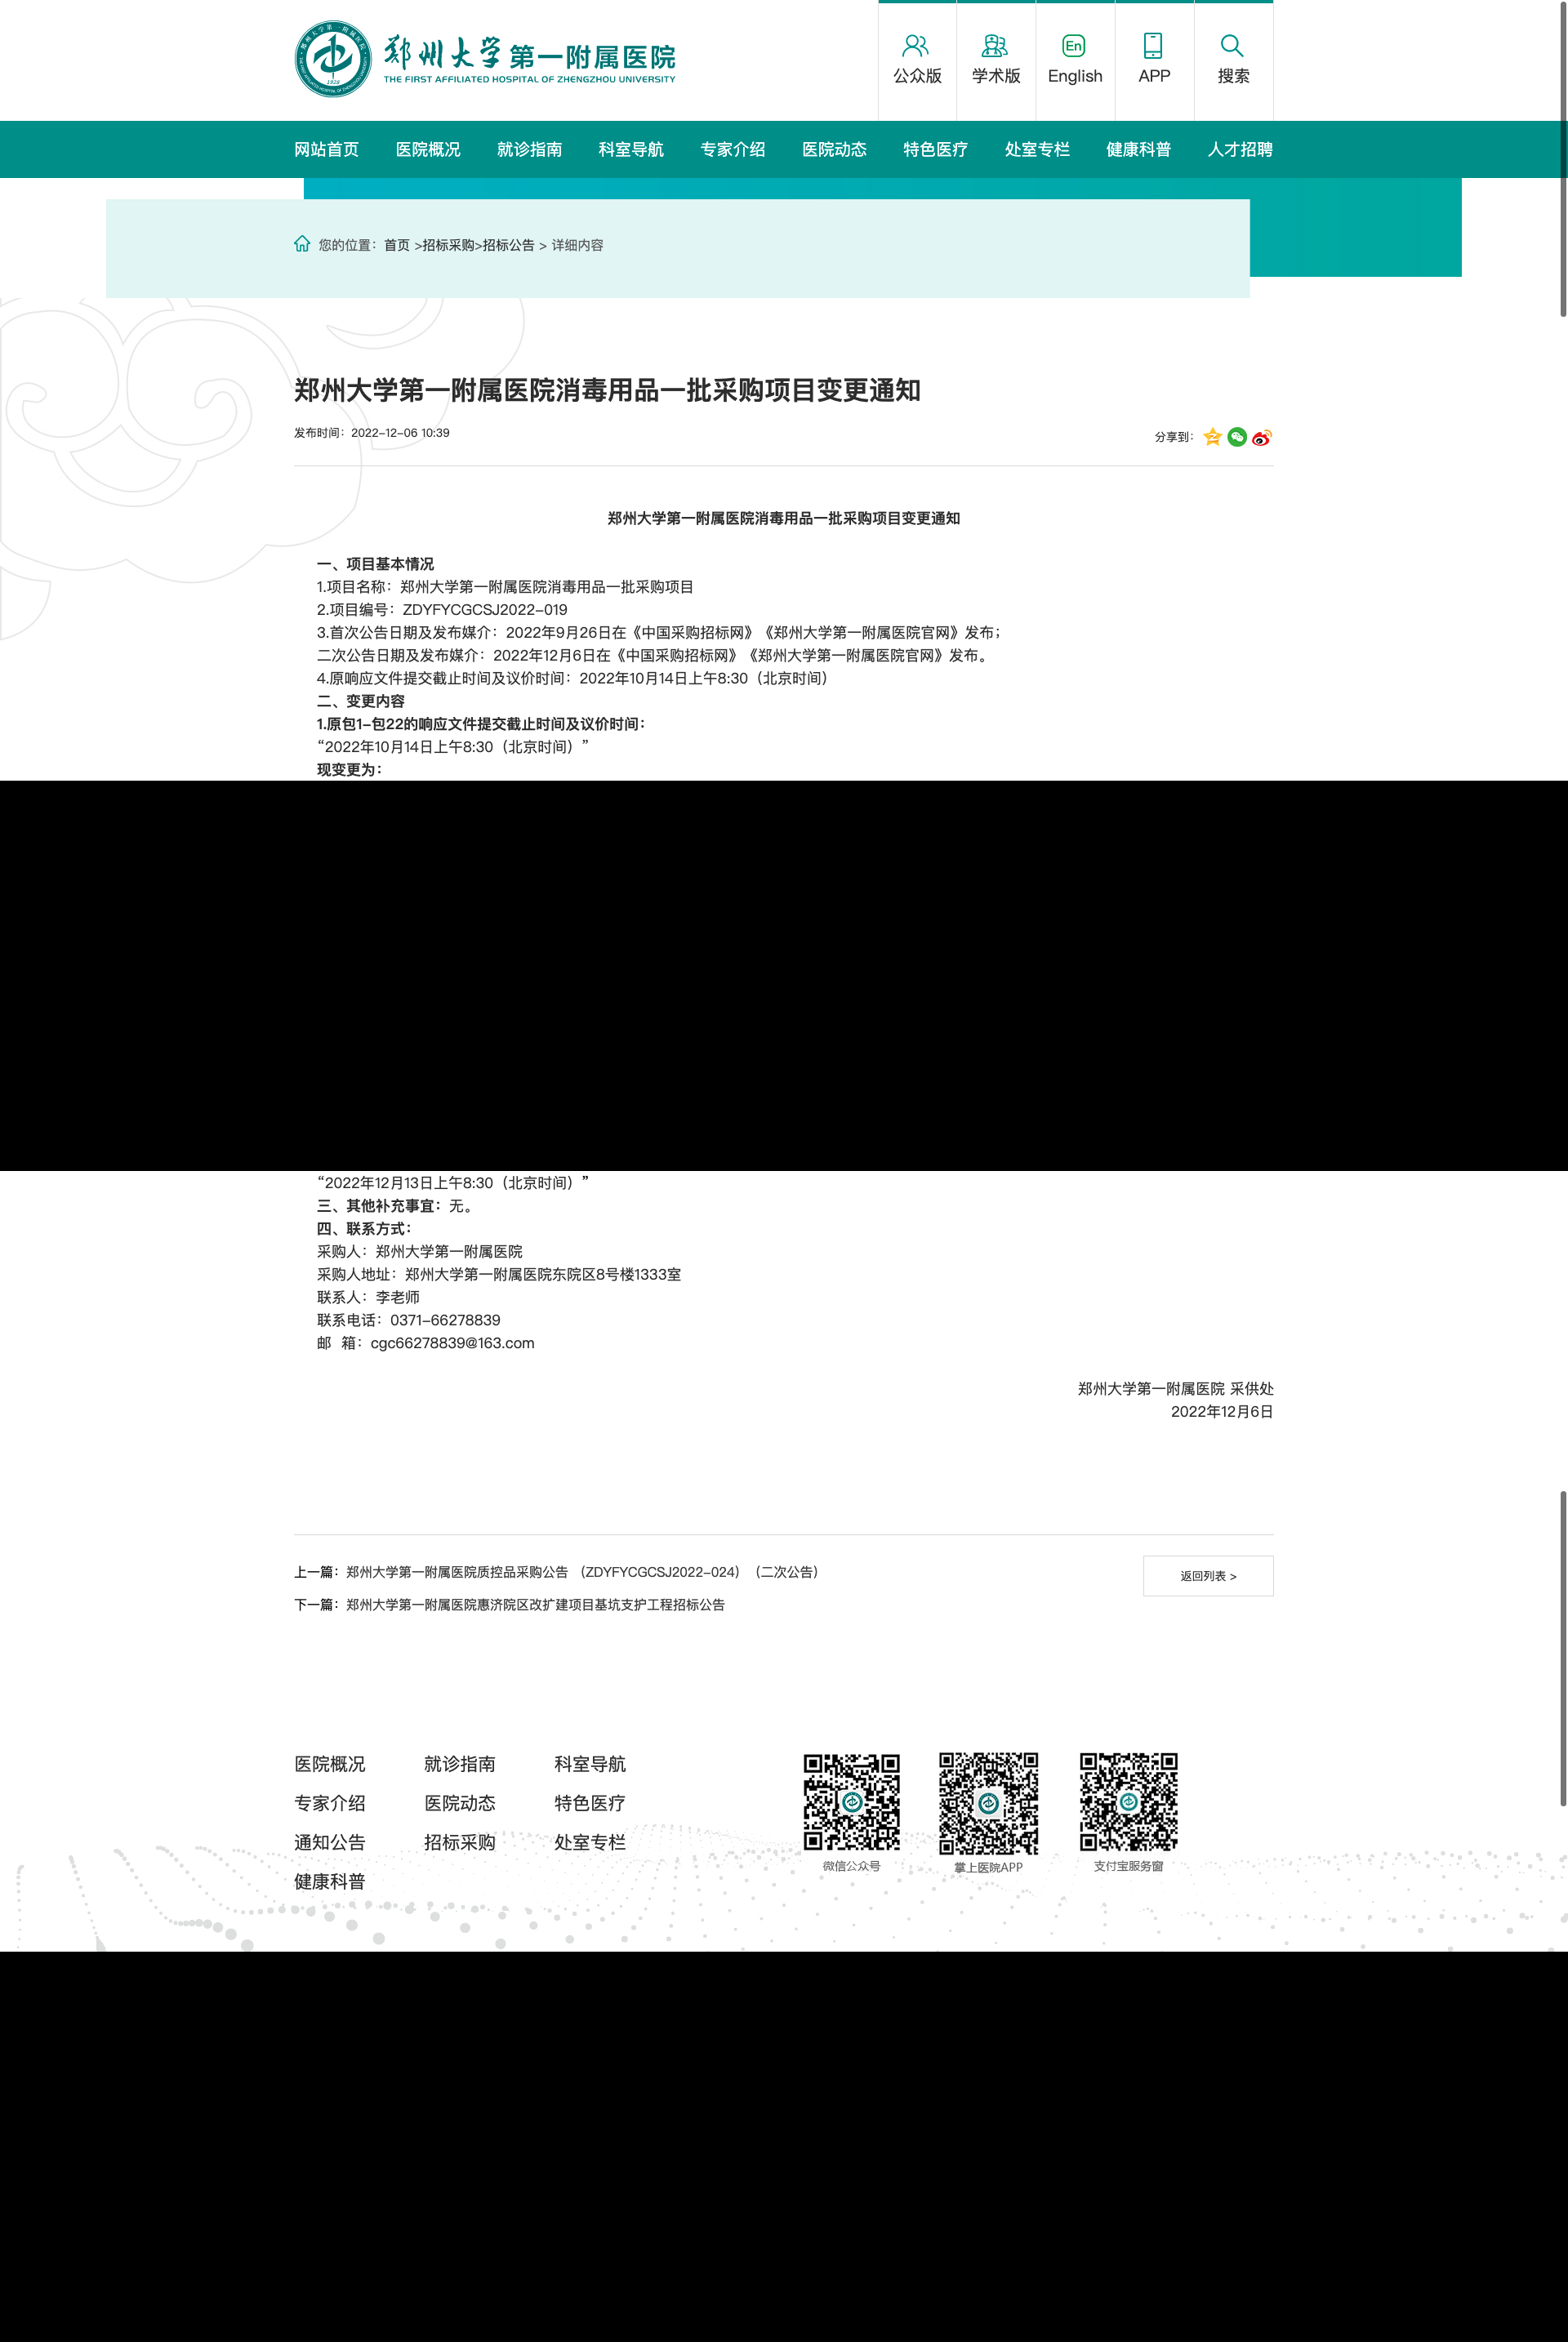 郑州大学第一附属医院
THE FIRST AFFILIATED HOSPITAL OF ZHENGZHOU UNIVERSITY
公众版
学术版
En
English
APP
搜索
网站首页 医院概况 就诊指南 科室导航 专家介绍 医院动态 特色医疗 处室专栏 健康科普 人才招聘
您的位置：首页 >招标采购>招标公告 > 详细内容
郑州大学第一附属医院消毒用品一批采购项目变更通知
发布时间：2022-12-06 10:39
分享到：
郑州大学第一附属医院消毒用品一批采购项目变更通知
一、项目基本情况
1.项目名称：郑州大学第一附属医院消毒用品一批采购项目
2.项目编号：ZDYFYCGCSJ2022-019
3.首次公告日期及发布媒介：2022年9月26日在《中国采购招标网》《郑州大学第一附属医院官网》发布；
二次公告日期及发布媒介：2022年12月6日在《中国采购招标网》《郑州大学第一附属医院官网》发布。
4.原响应文件提交截止时间及议价时间：2022年10月14日上午8:30（北京时间）
二、变更内容
1.原包1-包22的响应文件提交截止时间及议价时间：
“2022年10月14日上午8:30（北京时间）”
现变更为：
“2022年12月13日上午8:30（北京时间）”
三、其他补充事宜：无。
四、联系方式：
采购人：郑州大学第一附属医院
采购人地址：郑州大学第一附属医院东院区8号楼1333室
联系人：李老师
联系电话：0371-66278839
邮 箱：cgc66278839@163.com
郑州大学第一附属医院 采供处
2022年12月6日
上一篇：郑州大学第一附属医院质控品采购公告 （ZDYFYCGCSJ2022-024）（二次公告）
返回列表 >
下一篇：郑州大学第一附属医院惠济院区改扩建项目基坑支护工程招标公告
医院概况 就诊指南 科室导航
专家介绍 医院动态 特色医疗
通知公告 招标采购 处室专栏
健康科普
微信公众号
掌上医院APP
支付宝服务窗